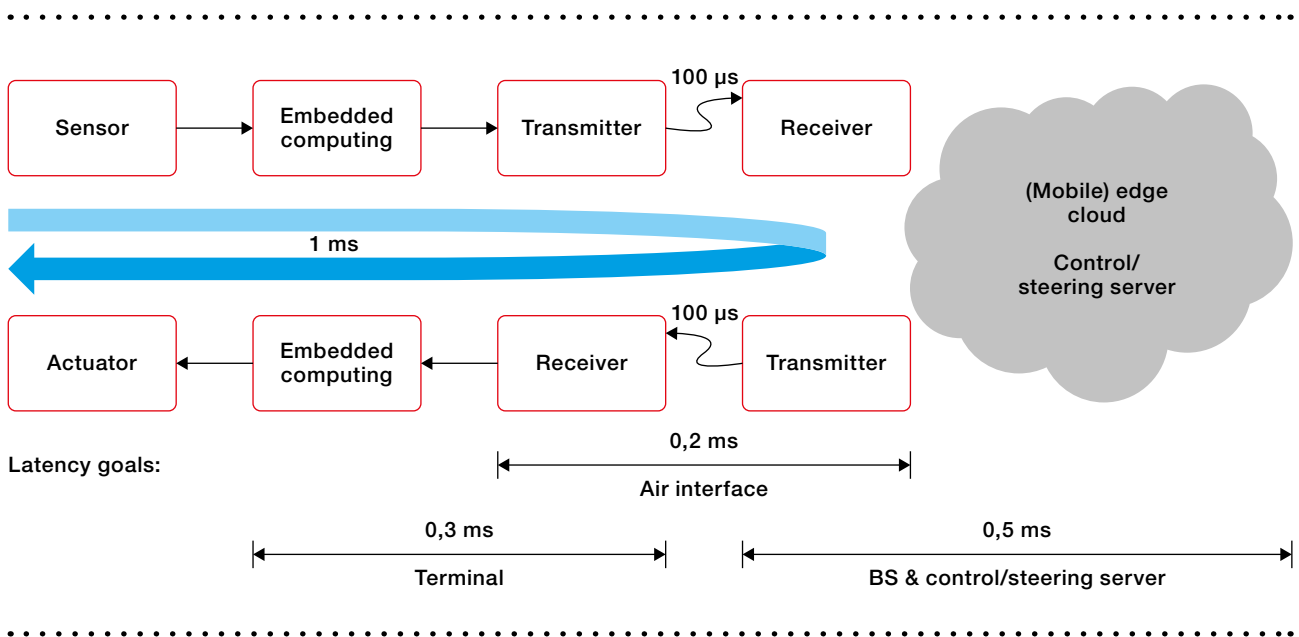 100 µs
Sensor
Embedded
computing
Transmitter
Receiver
(Mobile) edge
cloud
Control/
steering server
1 ms
100 µs
Actuator
Embedded
computing
Receiver
Transmitter
0,2 ms
Latency goals:
Air interface
0,3 ms
0,5 ms
Terminal
BS & control/steering server